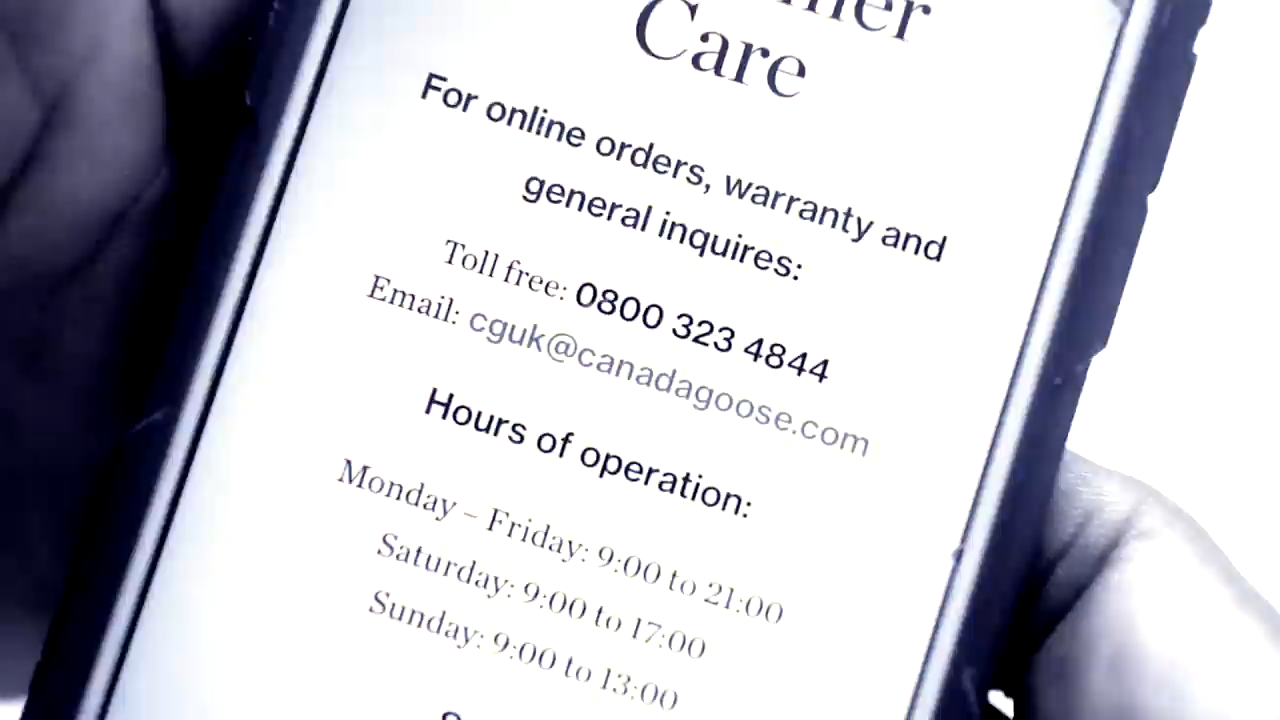 Care
For online orders, warranty and
general inquires:
Toll free: 0800 323 4844
Email: cguk@canadagoose.com
Hours of operation:
Monday – Friday: 9:00 to 21:00
Saturday: 9:00 to 17:00
Sunday: 9:00 to 13:00